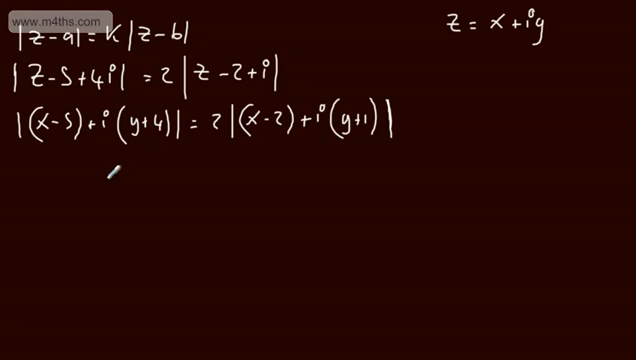 www.m4ths.com
|z-a| = k|z-b|
z = x+iy
|z-5+4i| = 2|z-2+i|
|(x-5)+i(y+4)| = 2|(x-2)+i(y+1)|